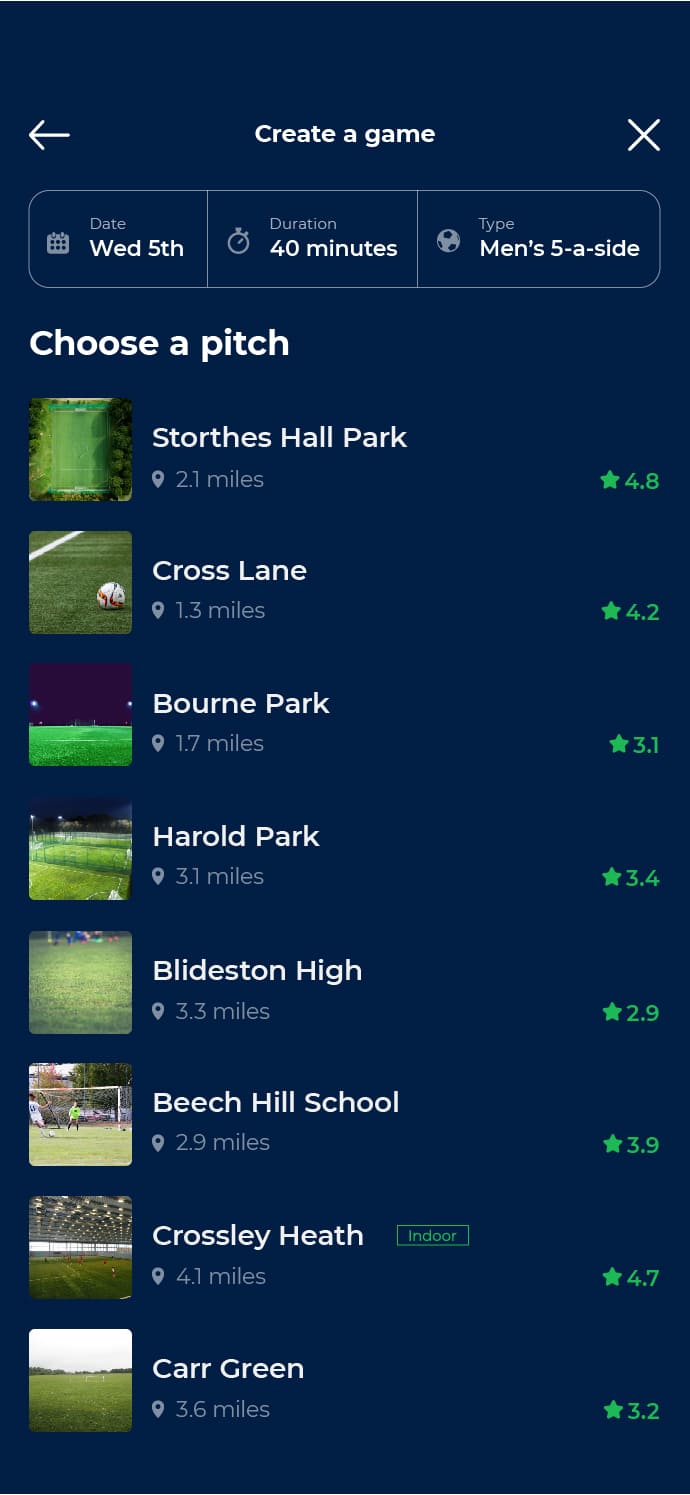 Create a game
Date
Wed 5th
Duration
40 minutes
Type
Men’s 5-a-side
Choose a pitch
Storthes Hall Park
2.1 miles
4.8
Cross Lane
1.3 miles
4.2
Bourne Park
1.7 miles
3.1
Harold Park
3.1 miles
3.4
Blideston High
3.3 miles
2.9
Beech Hill School
2.9 miles
3.9
Crossley Heath
Indoor
4.1 miles
4.7
Carr Green
3.6 miles
3.2